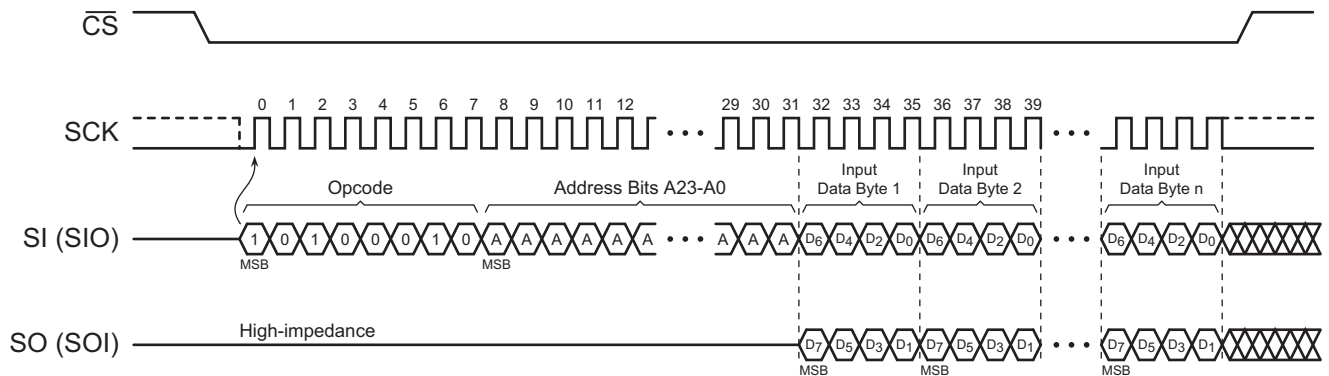 CS
0 1 2 3 4 5 6 7 8 9 10 11 12 29 30 31 32 33 34 35 36 37 38 39
SCK
Opcode Address Bits A23-A0 Input Data Byte 1 Input Data Byte 2 Input Data Byte n
SI (SIO) 1 0 1 0 0 0 1 0 A A A A A A A A A D6 D4 D2 D0 D6 D4 D2 D0 D6 D4 D2 D0
MSB MSB
High-impedance
SO (SOI) D7 D5 D3 D1 D7 D5 D3 D1 D7 D5 D3 D1
MSB MSB MSB